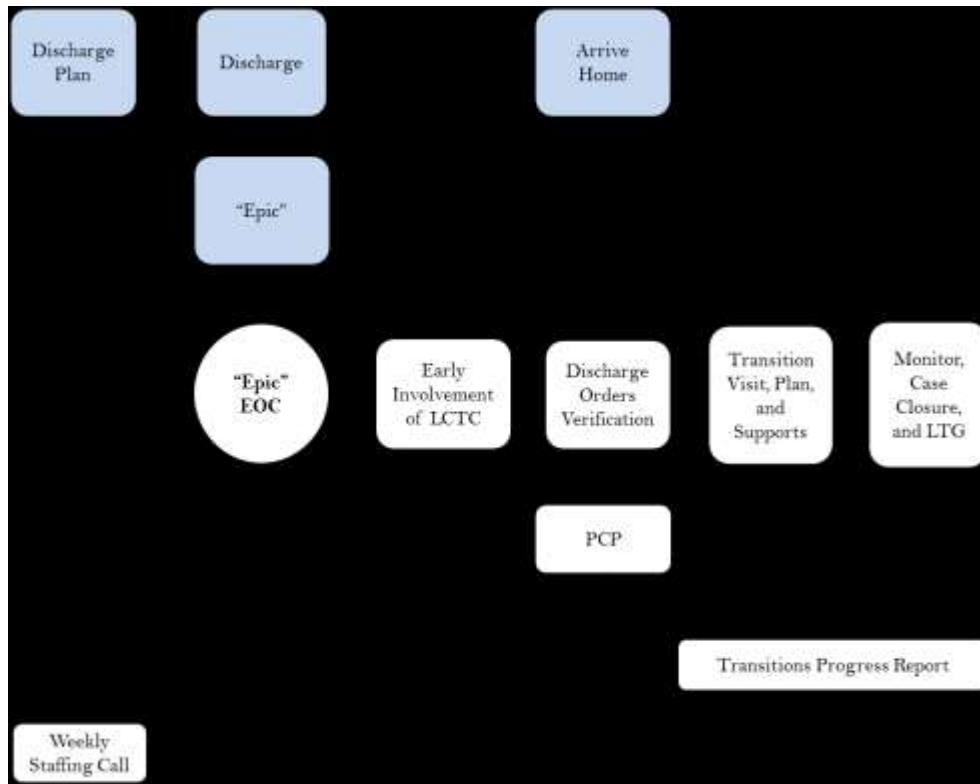 Discharge
Plan
Discharge
Arrive
Home
“Epic”
“Epic”
EOC
Early
Involvement
of LCTC
Discharge
Orders
Verification
Transition
Visit, Plan,
and
Supports
Monitor,
Case
Closure,
and LTG
PCP
Transitions Progress Report
Weekly
Staffing Call